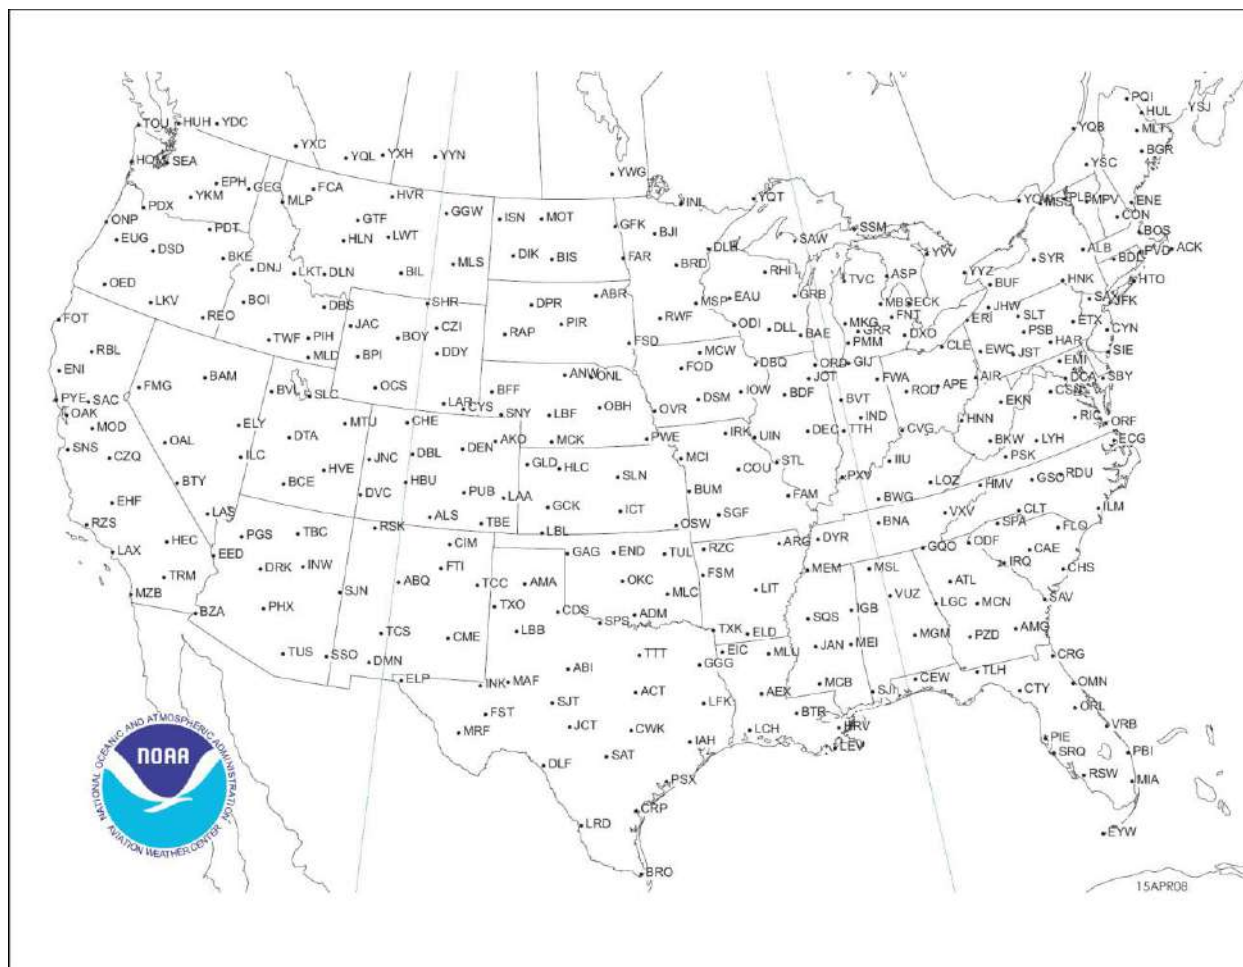 PQI
HUL
YSJ
TOU
HUH
YDC
YQB
MLT
YXC
YQL
YXH
YYN
BGR
HQM
SEA
YSC
YWG
EPH
GEG
FCA
YKM
MLP
HVR
INL
YQT
PLB
MPV
ENE
PDX
GGW
ISN
MOT
CON
ONP
GTF
GFK
PDT
BJI
SSM
BOS
EUG
HLN
LWT
SAW
DSD
DLH
YVV
SYR
ALB
PVD
ACK
BKE
DIK
BIS
FAR
BDL
DNJ
LKT
DLN
BIL
MLS
BRD
RHI
TVC
ASP
YYZ
OED
BUF
HNK
HTO
LKV
BOI
DBS
SHR
DPR
ABR
MSP
EAU
GRB
MBS
ECK
JHW
SAX
JFK
FOT
REO
JAC
CZI
RAP
PIR
RWF
ODI
DLL
BAE
MKG
GRR
FNT
DXO
ERI
SLT
ETX
CYN
TWF
PIH
BOY
FSD
PMM
PSB
HAR
RBL
MLD
BPI
DDY
MCW
CLE
EWC
JST
SIE
ENI
FOD
DBQ
ORD
GIJ
EMI
FMG
BAM
BVL
SLC
OCS
BFF
ANW
ONL
JOT
FWA
APE
AIR
DCA
SBY
PYE
SAC
LAR
CYS
OBH
OVR
DSM
IOW
BDF
BVT
ROD
EKN
CSN
OAK
SNY
LBF
IND
HNN
RIC
ORF
MOD
ELY
MTU
CHE
DTA
AKO
MCK
PWE
IRK
UIN
DEC
TTH
CVG
BKW
LYH
ECG
SNS
OAL
DEN
CZQ
ILC
JNC
DBL
GLD
HLC
MCI
COU
STL
IIU
PSK
HVE
SLN
PXV
LOZ
HMV
GSO
RDU
BTY
BCE
DVC
HBU
PUB
LAA
BUM
FAM
BWG
EHF
GCK
ICT
SGF
ILM
RZS
LAS
ALS
TBE
OSW
BNA
VXV
SPA
CLT
FLO
LAX
HEC
PGS
TBC
RSK
LBL
EED
CIM
GAG
END
TUL
RZC
ARG
DYR
GQO
ODF
CAE
TRM
DRK
INW
FTI
OKC
FSM
MEM
MSL
IRQ
CHS
MZB
SJN
ABQ
TCC
AMA
MLC
LIT
ATL
BZA
PHX
TXO
CDS
SPS
ADM
SQS
IGB
VUZ
LGC
MCN
SAV
TCS
CME
LBB
TXK
ELD
MGM
PZD
AMG
TUS
SSO
DMN
TTT
EIC
MLU
JAN
MEI
CRG
ELP
INK
MAF
ABI
GGG
MCB
CEW
TLH
OMN
FST
SJT
ACT
LFK
AEX
SJI
CTY
ORL
MRF
JCT
CWK
IAH
LCH
BTR
HRV
LEV
PIE
VRB
DLF
SAT
SRQ
PBI
PSX
RSW
MIA
LRD
CRP
EYW
BRO
NATIONAL OCEANIC AND ATMOSPHERIC ADMINISTRATION
NOAA
AVIATION WEATHER CENTER
15APR08